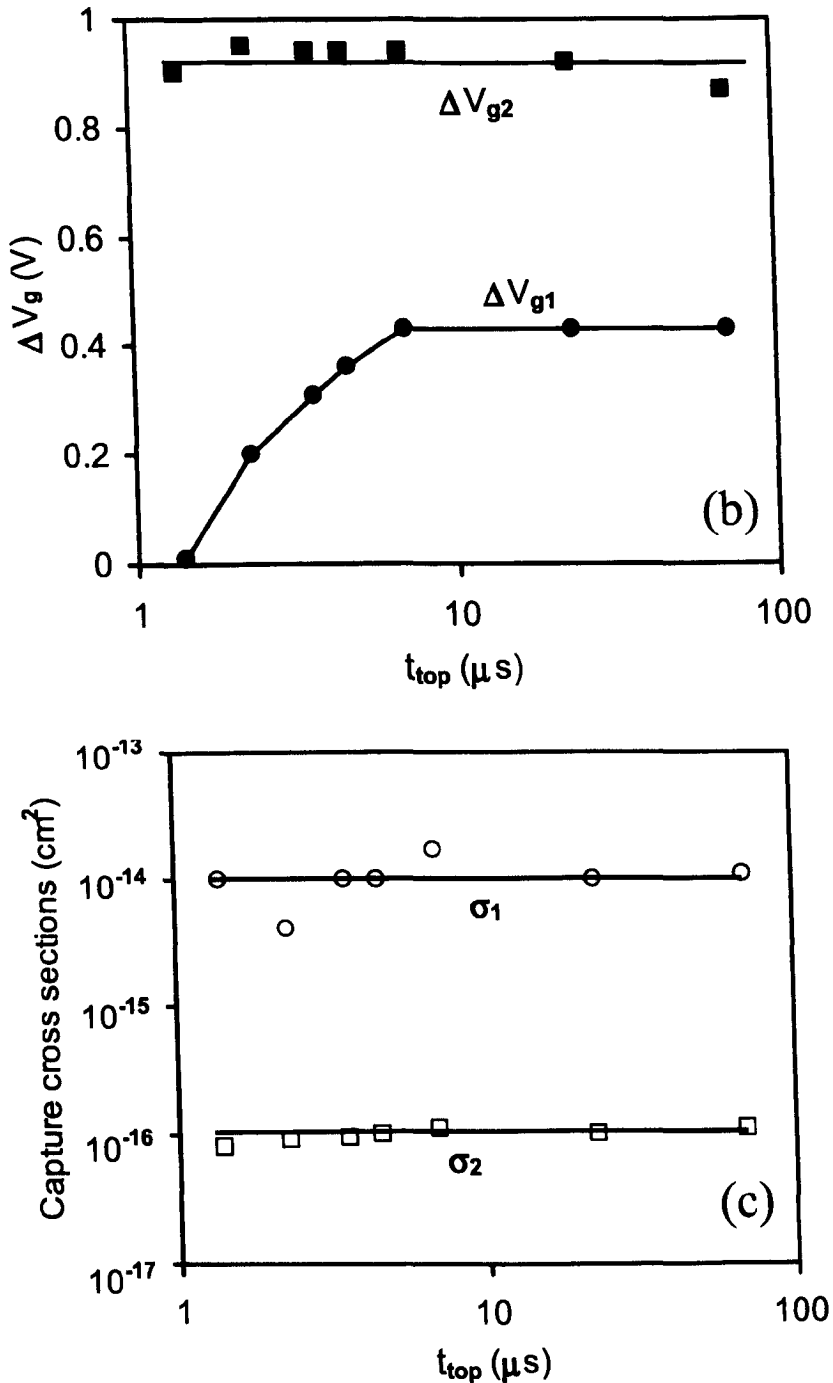 1
0.8
0.6
0.4
0.2
0
ΔVg (V)
ΔVg2
ΔVg1
(b)
1
10
100
ttop (μs)
10-13
10-14
10-15
10-16
10-17
Capture cross sections (cm2)
σ1
σ2
(c)
1
10
100
ttop (μs)